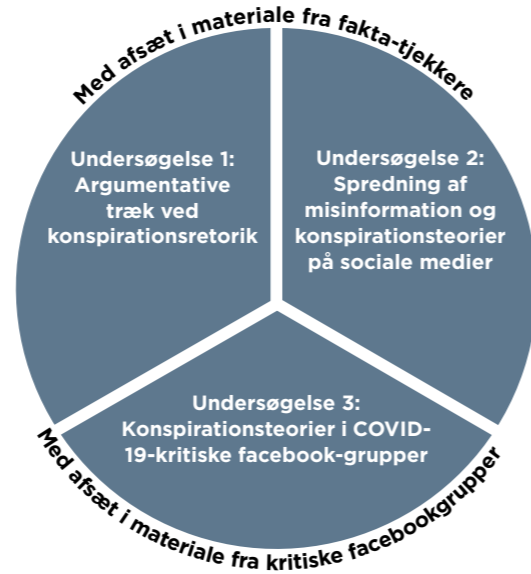 Med afsæt i materiale fra fakta-tjekkere
Undersøgelse 1:
Argumentative
træk ved
konspirationsretorik
Undersøgelse 2:
Spredning af
misinformation og
konspirationsteorier
på sociale medier
Undersøgelse 3:
Konspirationsteorier i COVID-
19-kritiske facebook-grupper
Med afsæt i materiale fra kritiske facebookgrupper